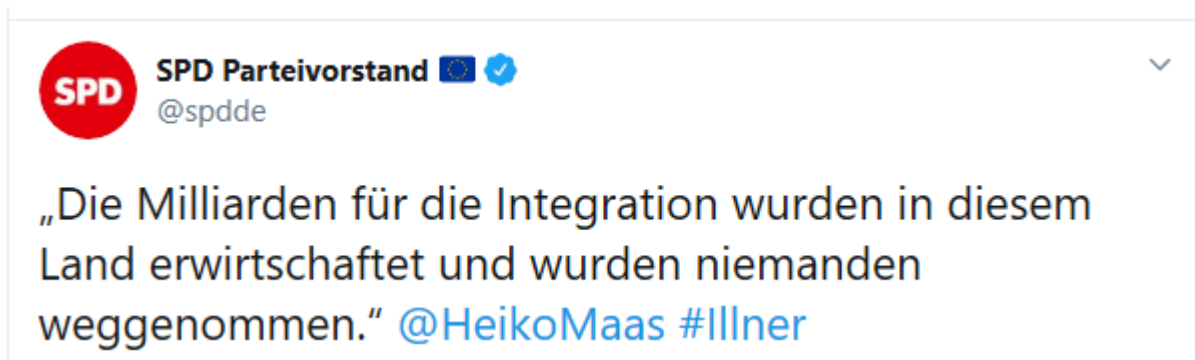 SPD
SPD Parteivorstand 🇪🇺
@spdde
„Die Milliarden für die Integration wurden in diesem
Land erwirtschaftet und wurden niemanden
weggenommen.“ @HeikoMaas #Illner